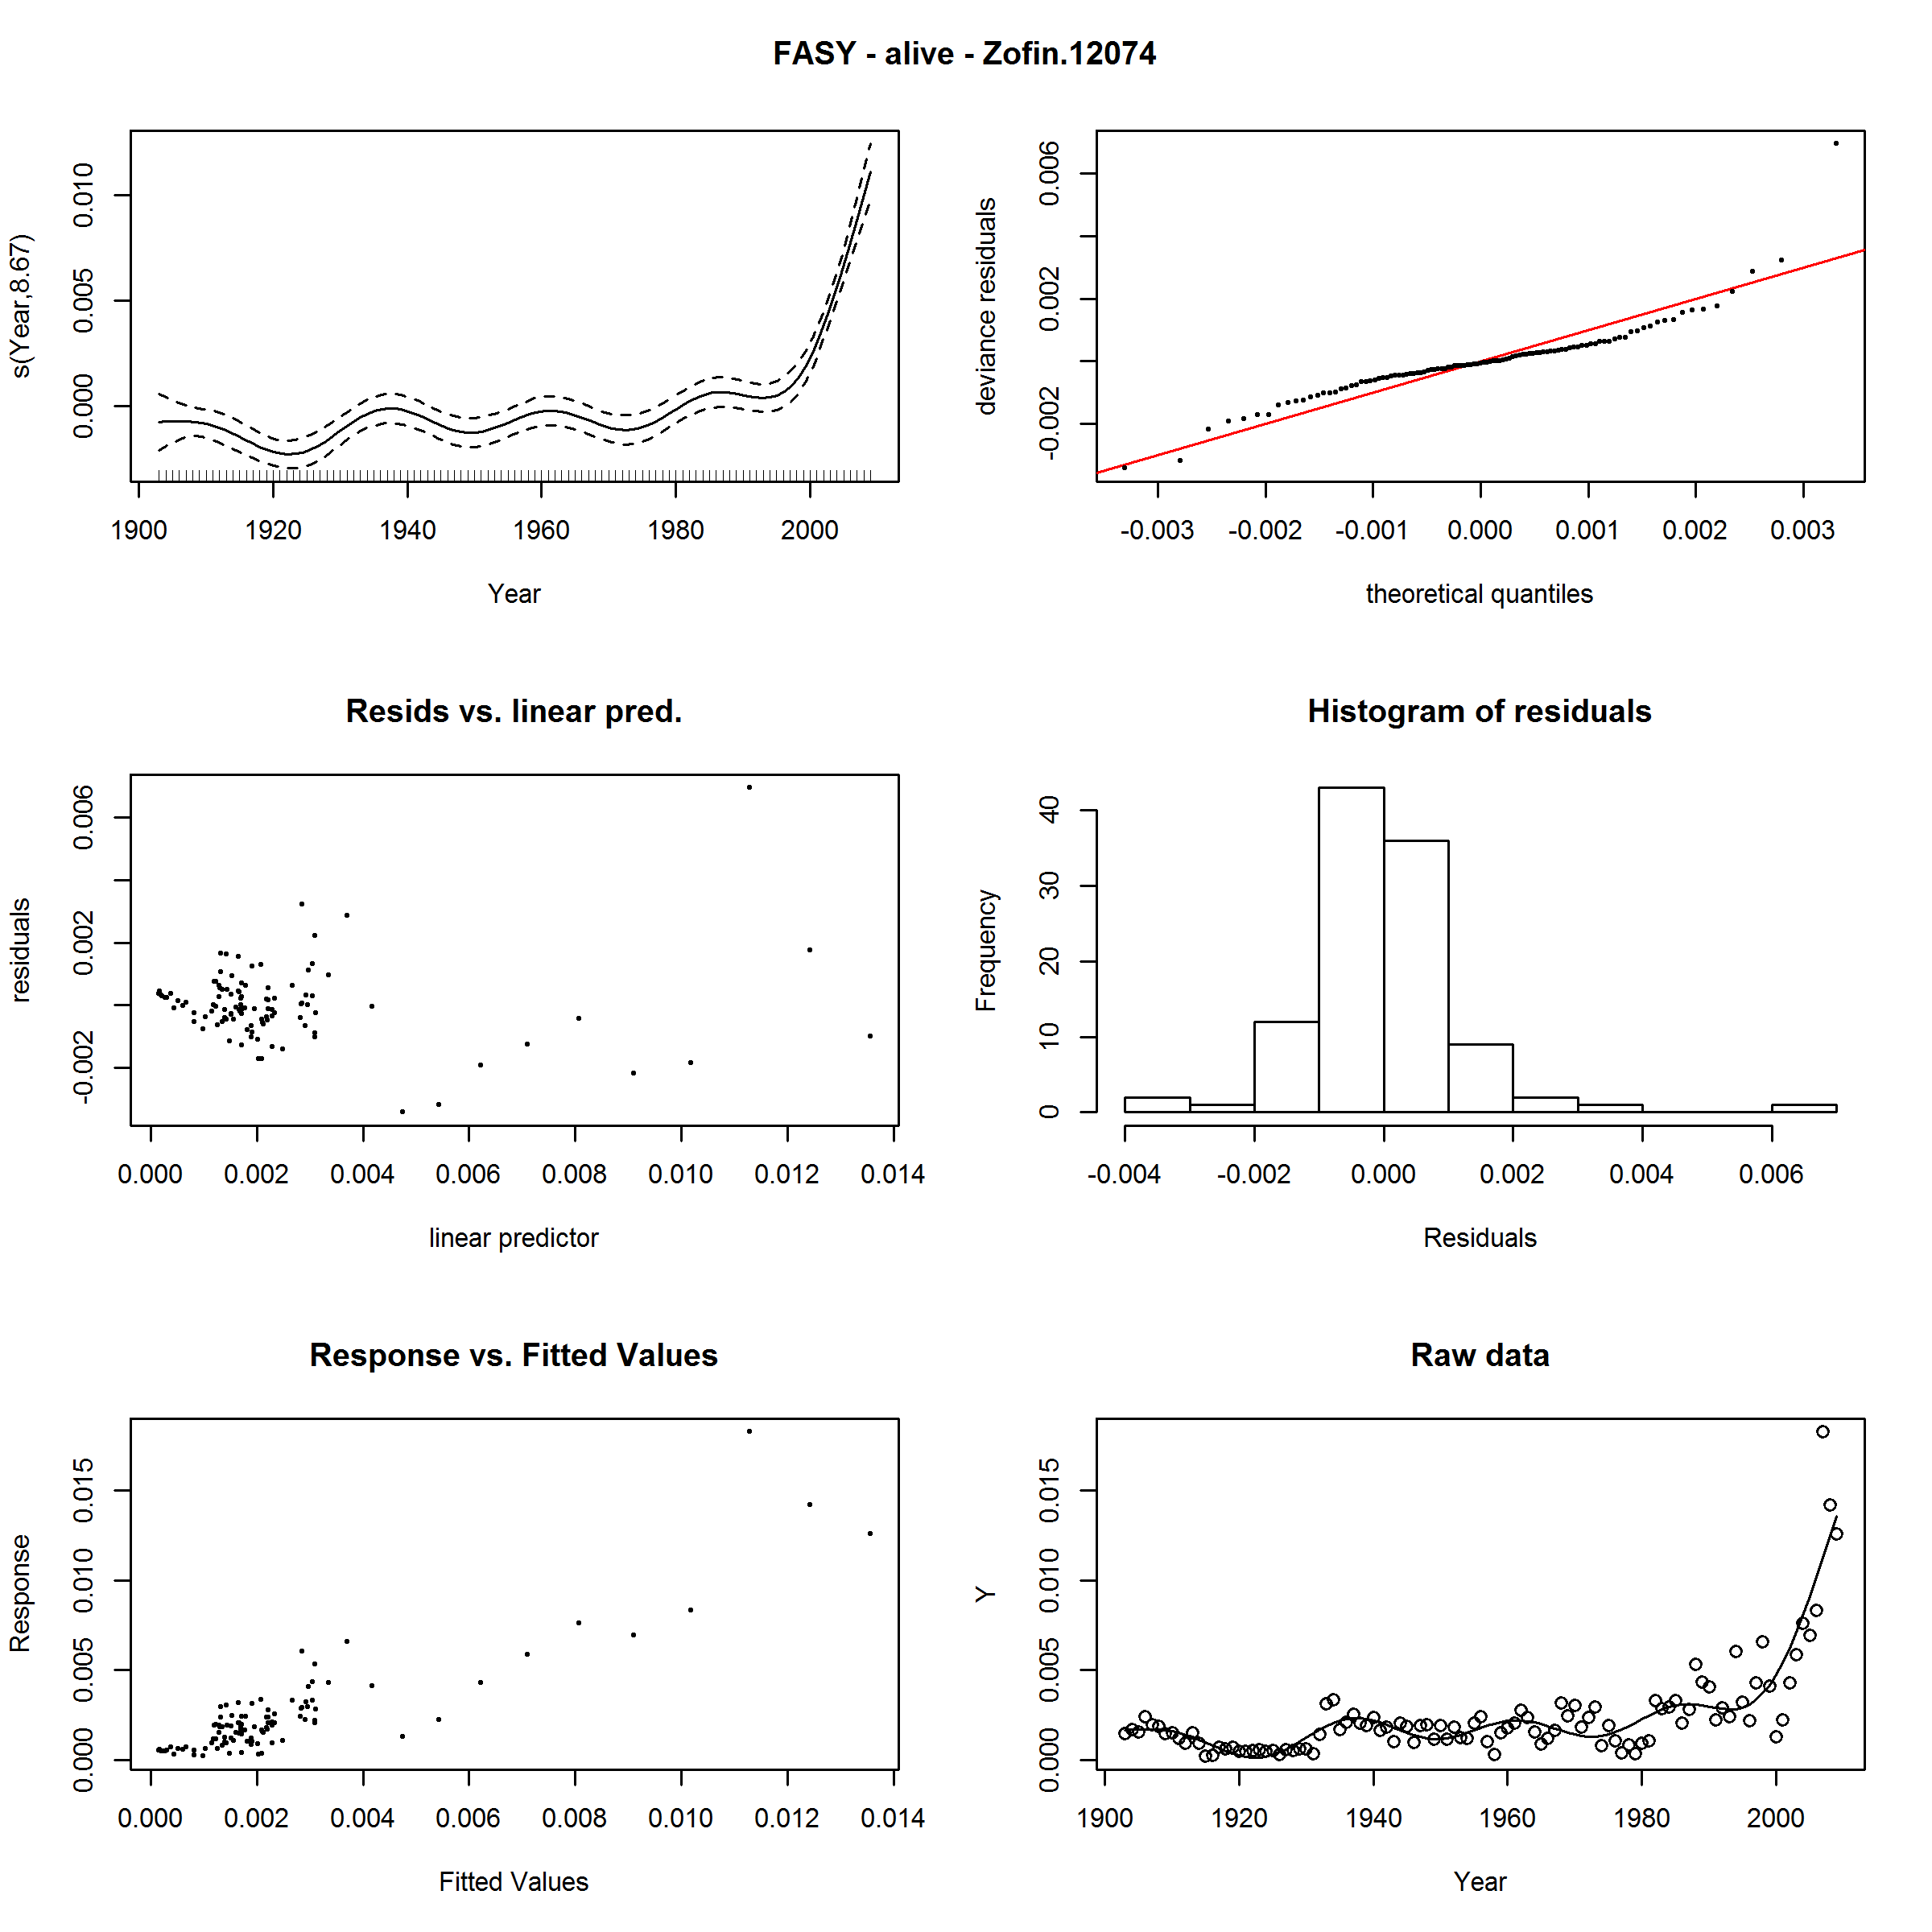 FASY - alive - Zofin.12074
s(Year,8.67)
0.000 0.005 0.010
1900 1920 1940 1960 1980 2000
Year
deviance residuals
-0.002 0.002 0.006
-0.003 -0.002 -0.001 0.000 0.001 0.002 0.003
theoretical quantiles
Resids vs. linear pred.
residuals
-0.002 0.002 0.006
0.000 0.002 0.004 0.006 0.008 0.010 0.012 0.014
linear predictor
Histogram of residuals
Frequency
0 10 20 30 40
-0.004 -0.002 0.000 0.002 0.004 0.006
Residuals
Response vs. Fitted Values
Response
0.000 0.005 0.010 0.015
0.000 0.002 0.004 0.006 0.008 0.010 0.012 0.014
Fitted Values
Raw data
Y
0.000 0.005 0.010 0.015
1900 1920 1940 1960 1980 2000
Year